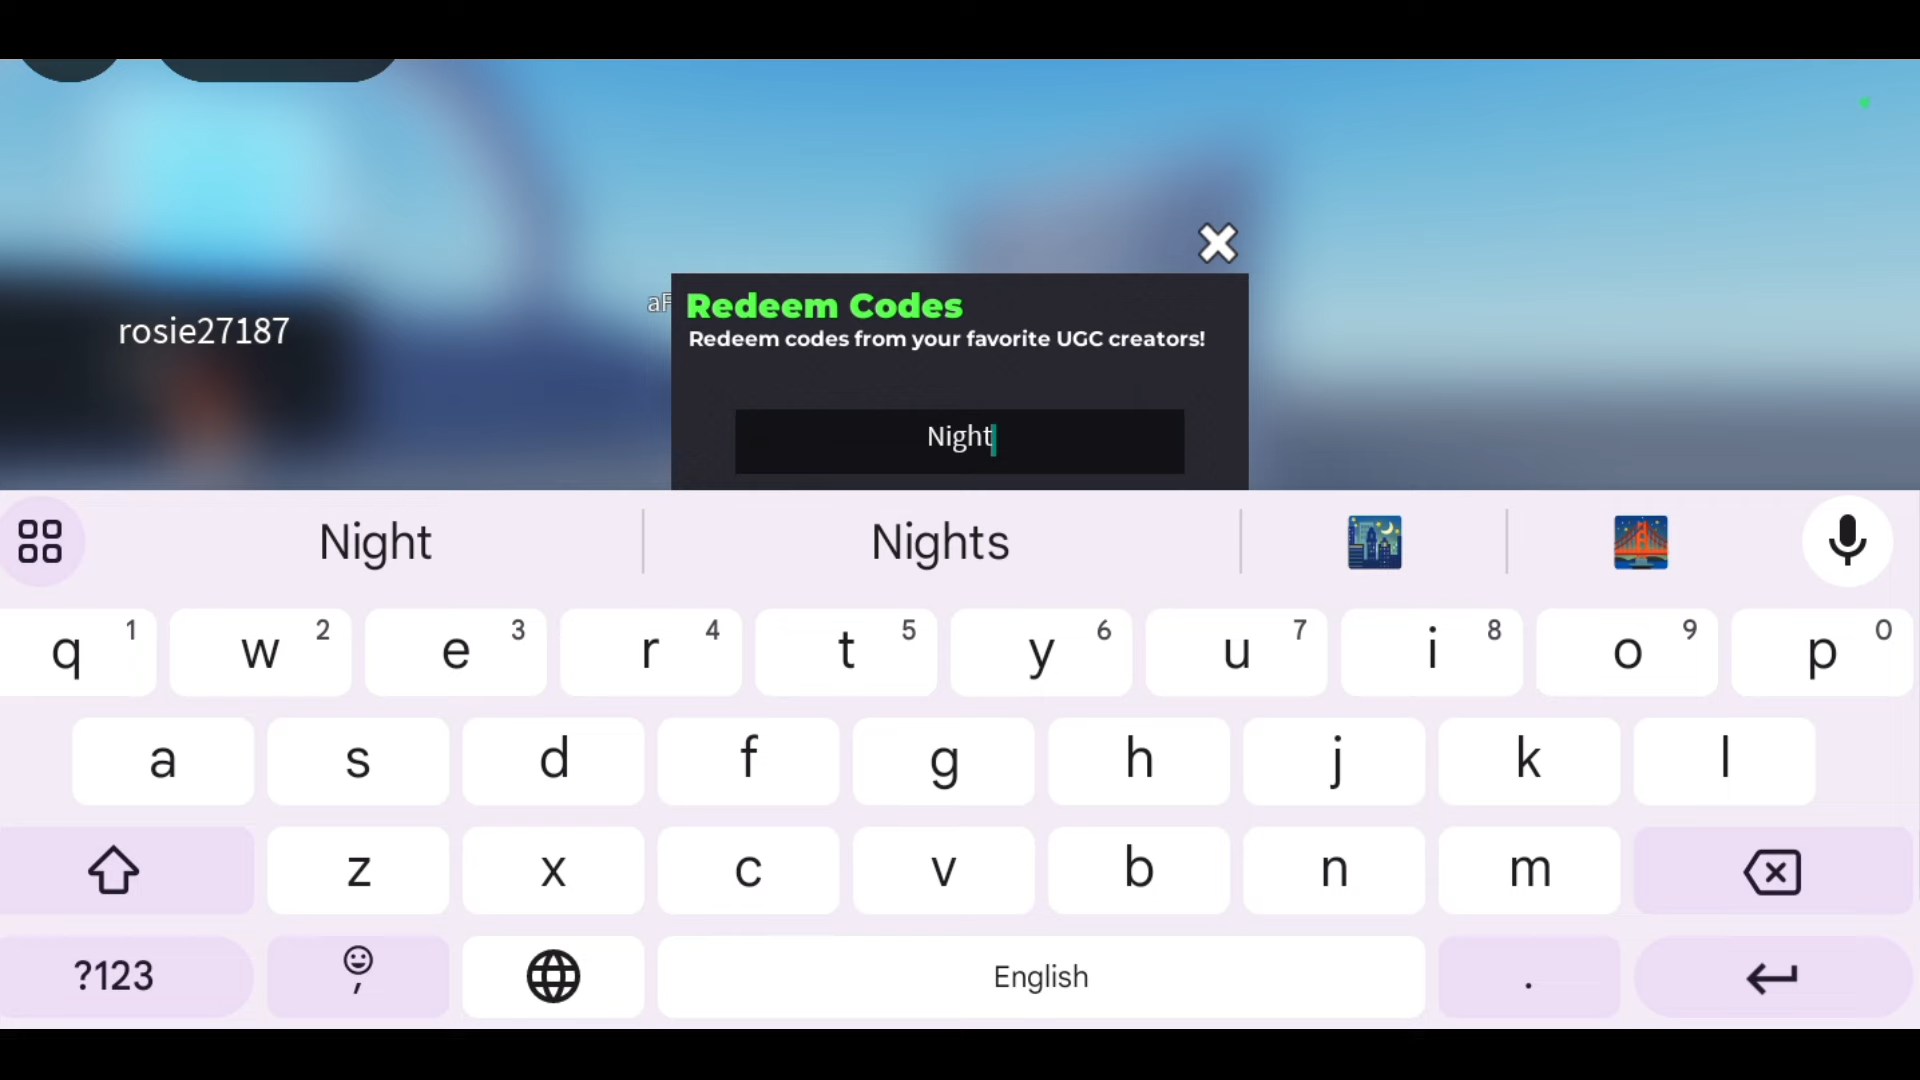 rosie27187
aF
Redeem Codes
Redeem codes from your favorite UGC creators!
Night
Night
Nights
q 1 w 2 e 3 r 4 t 5 y 6 u 7 i 8 o 9 p 0
a s d f g h j k l
z x c v b n m
?123 , English .